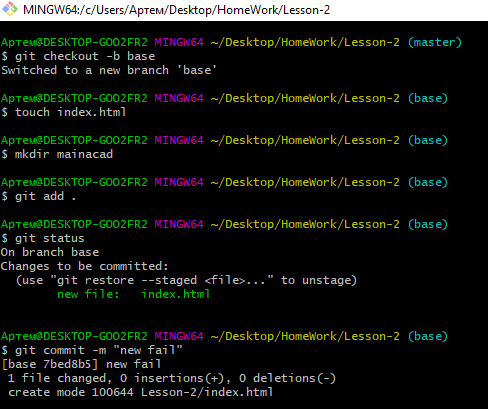 MINGW64:/c/Users/Артем/Desktop/HomeWork/Lesson-2
Артем@DESKTOP-GOO2FR2 MINGW64 ~/Desktop/HomeWork/Lesson-2 (master)
$ git checkout -b base
Switched to a new branch 'base'
Артем@DESKTOP-GOO2FR2 MINGW64 ~/Desktop/HomeWork/Lesson-2 (base)
$ touch index.html
Артем@DESKTOP-GOO2FR2 MINGW64 ~/Desktop/HomeWork/Lesson-2 (base)
$ mkdir mainacad
Артем@DESKTOP-GOO2FR2 MINGW64 ~/Desktop/HomeWork/Lesson-2 (base)
$ git add .
Артем@DESKTOP-GOO2FR2 MINGW64 ~/Desktop/HomeWork/Lesson-2 (base)
$ git status
On branch base
Changes to be committed:
  (use "git restore --staged <file>..." to unstage)
        new file:   index.html
Артем@DESKTOP-GOO2FR2 MINGW64 ~/Desktop/HomeWork/Lesson-2 (base)
$ git commit -m "new fail"
[base 7bed8b5] new fail
 1 file changed, 0 insertions(+), 0 deletions(-)
 create mode 100644 Lesson-2/index.html